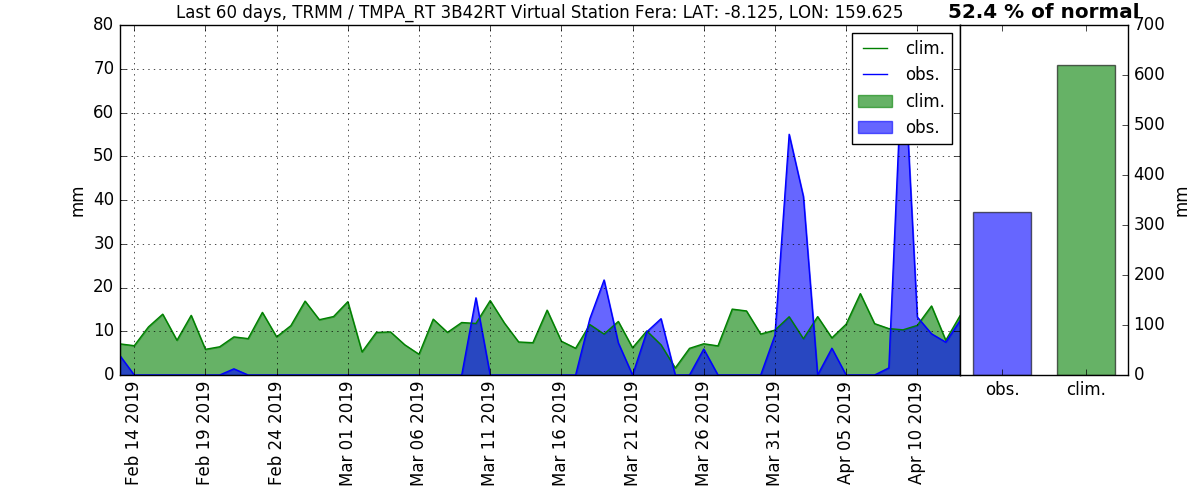 Last 60 days, TRMM / TMPA_RT 3B42RT Virtual Station Fera: LAT: -8.125, LON: 159.625
52.4 % of normal
80
70
60
50
40
30
20
10
0
mm
clim.
obs.
clim.
obs.
700
600
500
400
300
200
100
0
mm
obs.
clim.
Feb 14 2019
Feb 19 2019
Feb 24 2019
Mar 01 2019
Mar 06 2019
Mar 11 2019
Mar 16 2019
Mar 21 2019
Mar 26 2019
Mar 31 2019
Apr 05 2019
Apr 10 2019